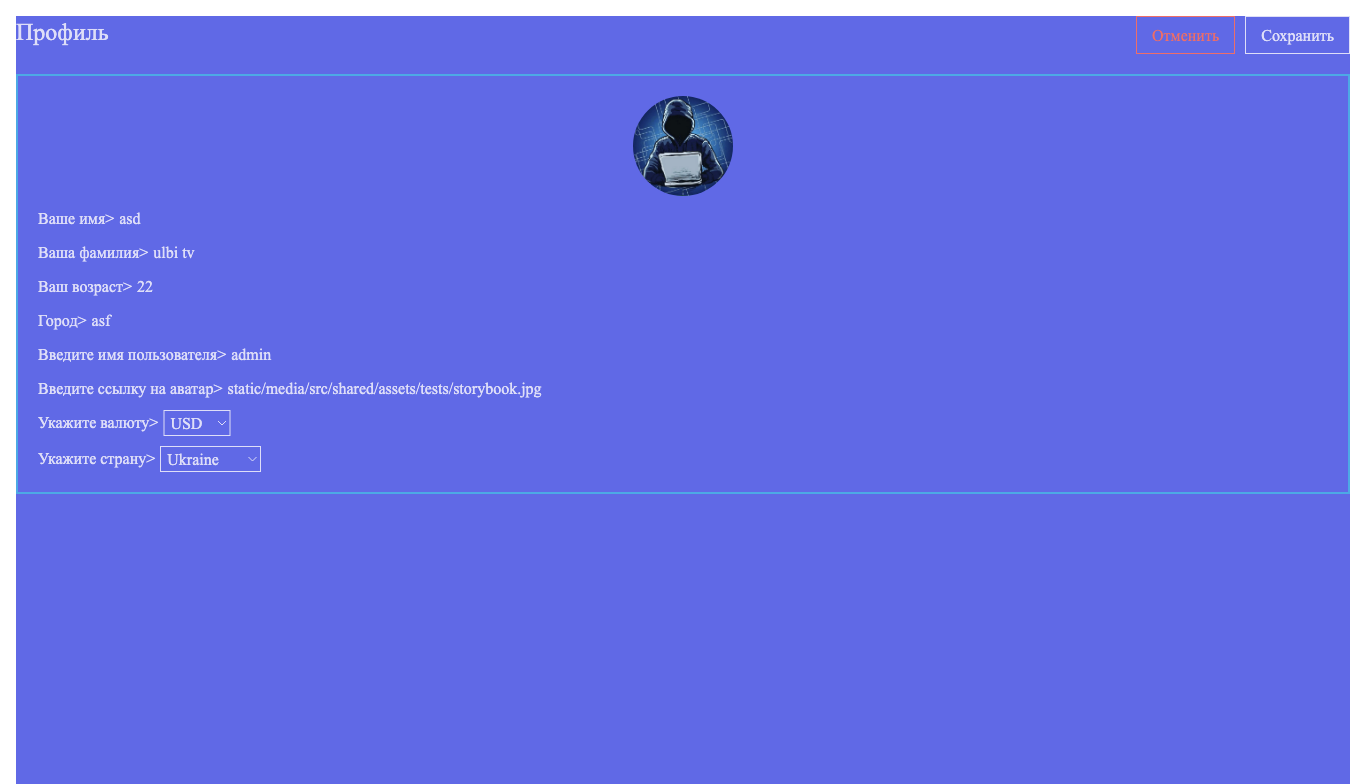 Профиль
Отменить
Сохранить
Ваше имя> asd
Ваша фамилия> ulbi tv
Ваш возраст> 22
Город> asf
Введите имя пользователя> admin
Введите ссылку на аватар> static/media/src/shared/assets/tests/storybook.jpg
Укажите валюту> USD
Укажите страну> Ukraine